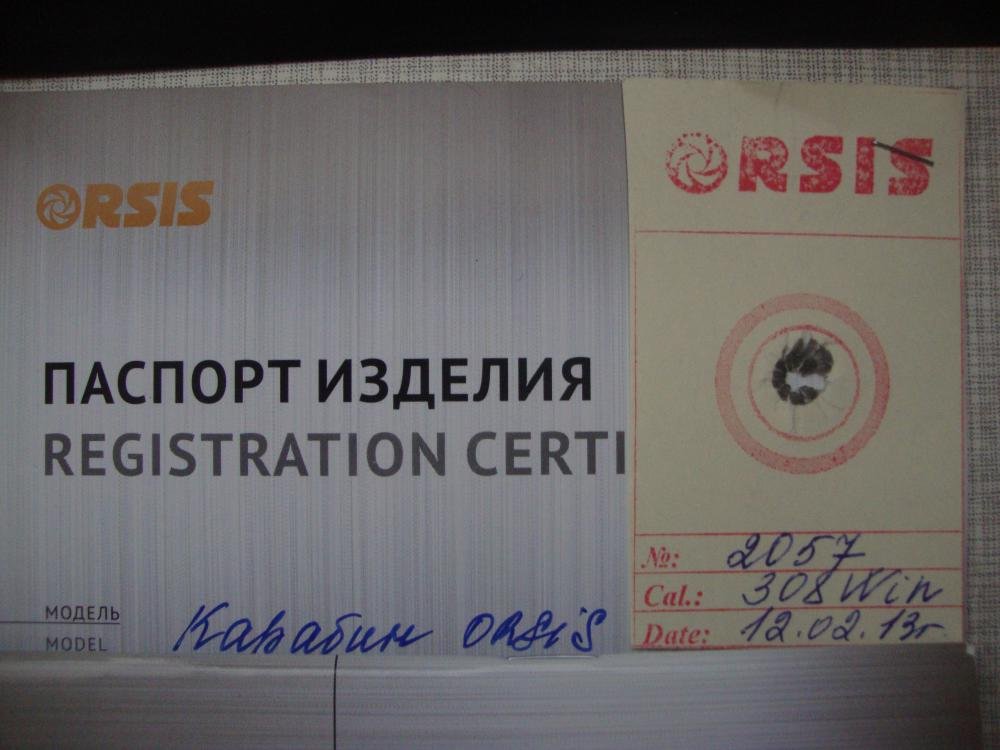 ORSIS
ПАСПОРТ ИЗДЕЛИЯ
REGISTRATION CERTI
МОДЕЛЬ
MODEL Карабин ORSiS
ORSIS
№: 2057
Cal.: 308 Win
Date: 12.02.13г.